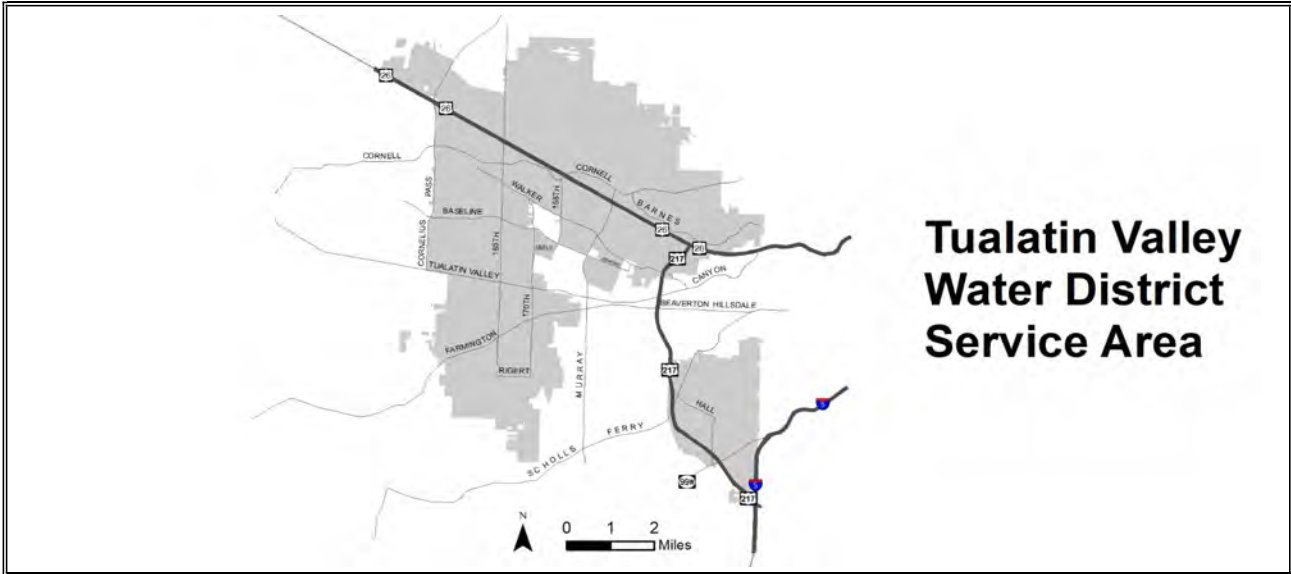 26
26
CORNELL
CORNELL
PASS
WALKER
158TH
BARNES
BASELINE
26
26
185TH
217
CORNELIUS
TUALATIN VALLEY
CANYON
170TH
BEAVERTON HILLSDALE
FARMINGTON
217
RIGERT
MURRAY
HALL
5
FERRY
SCHOLLS
99W
5
217
N
0 1 2
Miles
Tualatin Valley
Water District
Service Area